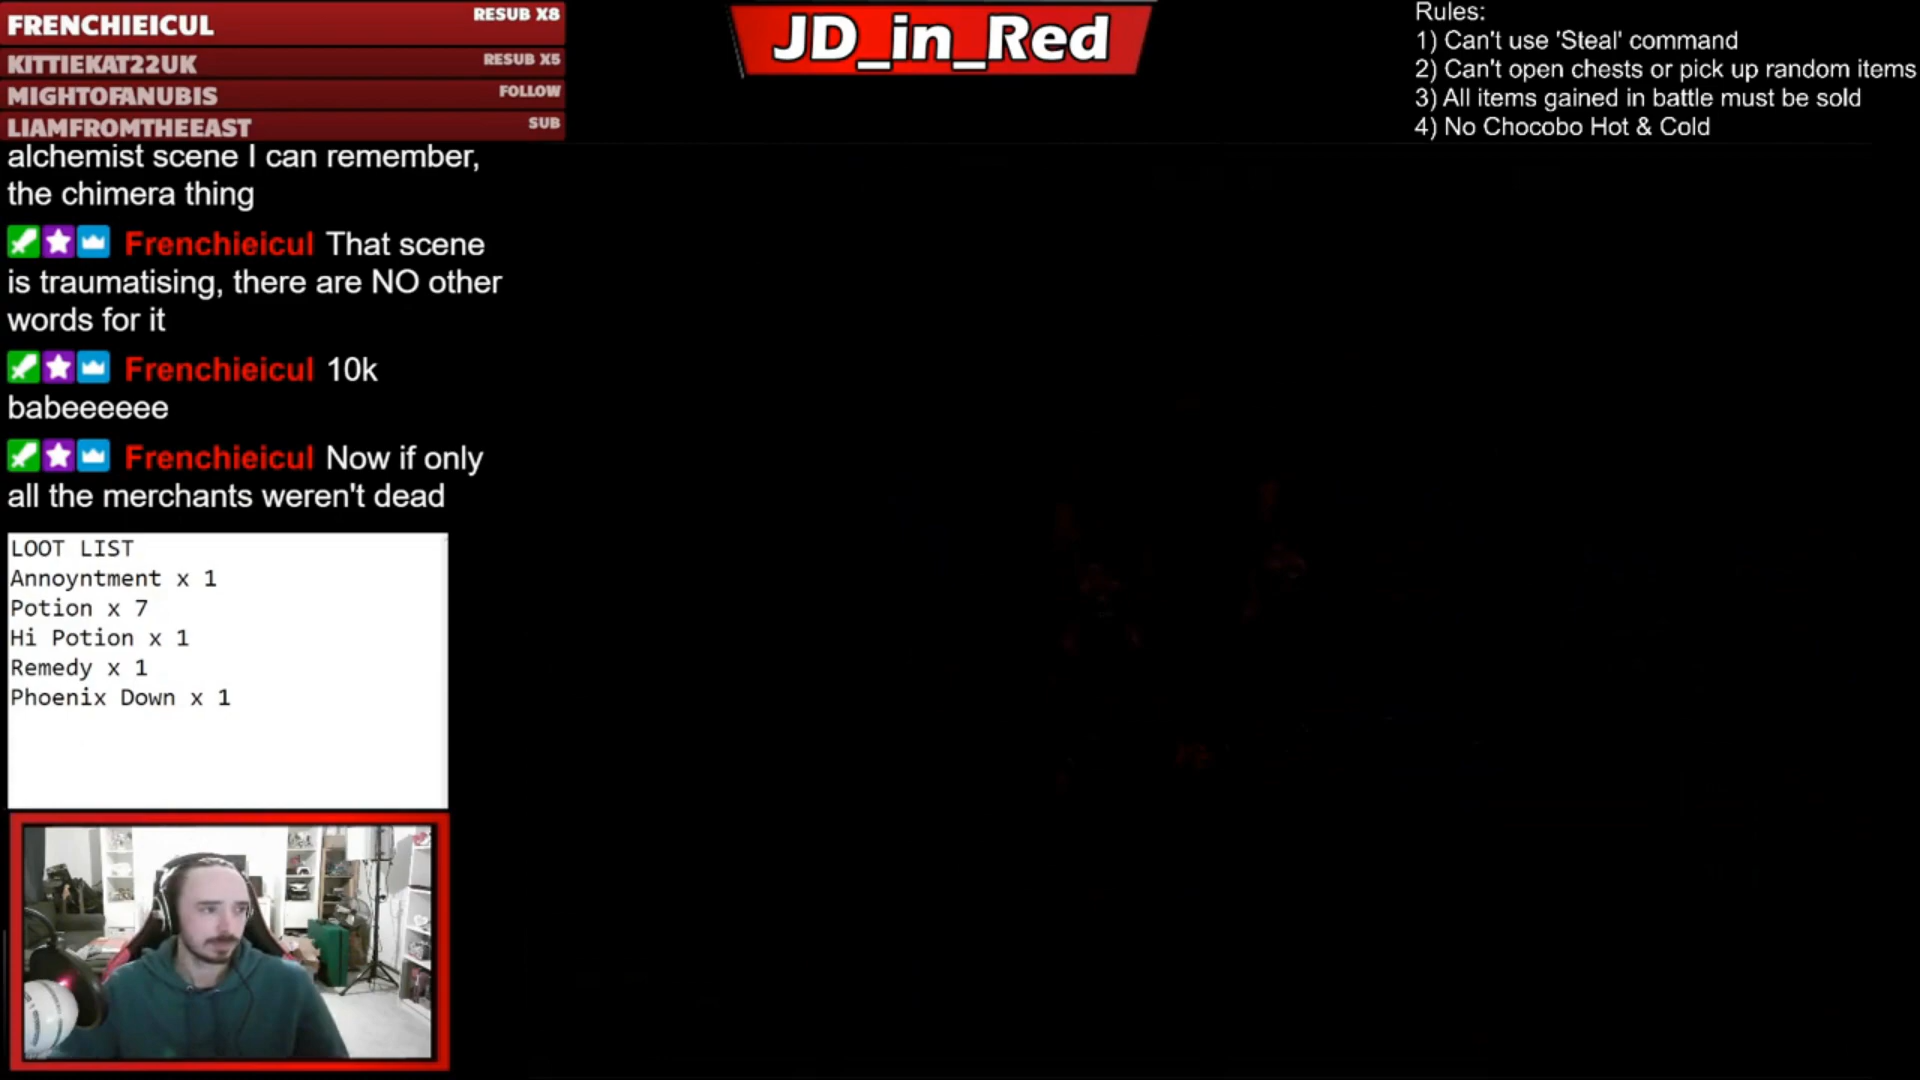 FRENCHIEICUL RESUB X8
KITTIEKAT22UK RESUB X5
MIGHTOFANUBIS FOLLOW
LIAMFROMTHEEAST SUB
alchemist scene I can remember,
the chimera thing
Frenchieicul That scene
is traumatising, there are NO other
words for it
Frenchieicul 10k
babeeeeee
Frenchieicul Now if only
all the merchants weren't dead
LOOT LIST
Annoyntment x 1
Potion x 7
Hi Potion x 1
Remedy x 1
Phoenix Down x 1
JD_in_Red
Rules:
1) Can't use 'Steal' command
2) Can't open chests or pick up random items
3) All items gained in battle must be sold
4) No Chocobo Hot & Cold